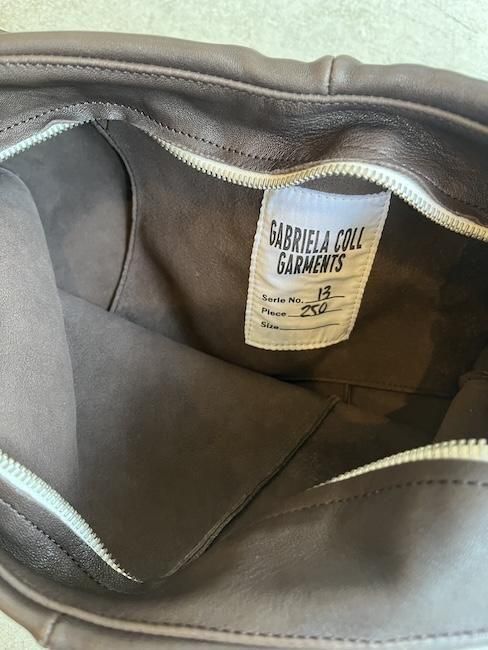 GABRIELA COLL
GARMENTS
Serie No. 13
Piece 250
Size